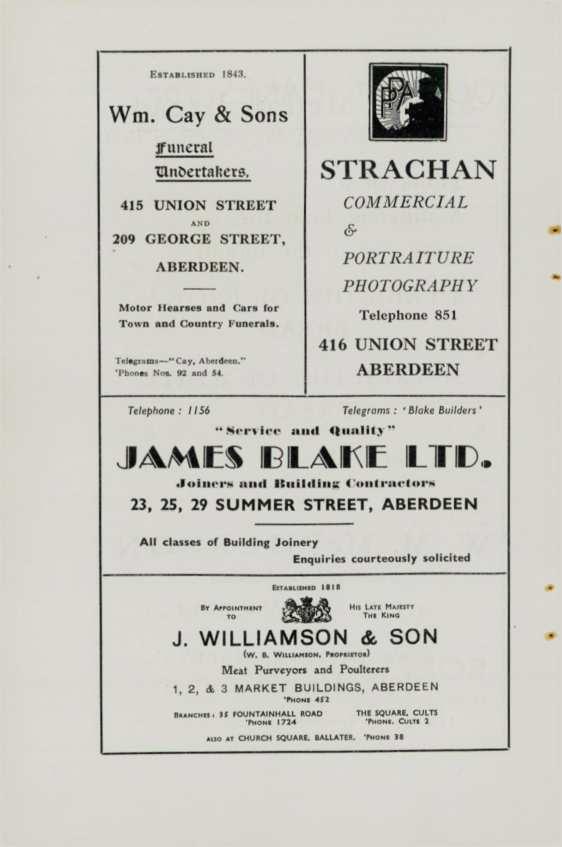 ESTABLISHED 1843.
Wm. Cay & Sons
Funeral
Undertakers.
415 UNION STREET
AND
209 GEORGE STREET,
ABERDEEN.
Motor Hearses and Cars for
Town and Country Funerals.
Telegrams—"Cay, Aberdeen."
'Phones Nos. 92 and 54.
PPA
STRACHAN
COMMERCIAL
&
PORTRAITURE
PHOTOGRAPHY
Telephone 851
416 UNION STREET
ABERDEEN
Telephone : 1156
Telegrams : 'Blake Builders'
"Service and Quality"
JAMES BLAKE LTD.
Joiners and Building Contractors
23, 25, 29 SUMMER STREET, ABERDEEN
All classes of Building Joinery
Enquiries courteously solicited
ESTABLISHED 1818
BY APPOINTMENT
TO
HIS LATE MAJESTY
THE KING
J. WILLIAMSON & SON
(W. B. WILLIAMSON, PROPRIETOR)
Meat Purveyors and Poulterers
1, 2, & 3 MARKET BUILDINGS, ABERDEEN
'PHONE 452
BRANCHES : 35 FOUNTAINHALL ROAD
'PHONE 1724
THE SQUARE, CULTS
'PHONE. CULTS 2
ALSO AT CHURCH SQUARE, BALLATER. 'PHONE 38